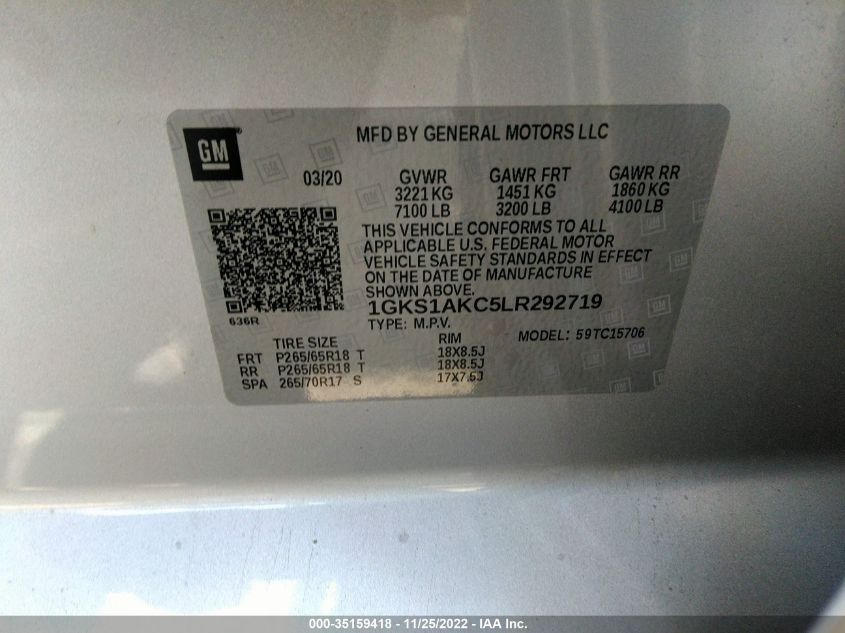 GM
MFD BY GENERAL MOTORS LLC
03/20 GVWR GAWR FRT GAWR RR
3221 KG 1451 KG 1860 KG
7100 LB 3200 LB 4100 LB
THIS VEHICLE CONFORMS TO ALL
APPLICABLE U.S. FEDERAL MOTOR
VEHICLE SAFETY STANDARDS IN EFFECT
ON THE DATE OF MANUFACTURE
SHOWN ABOVE.
1GKS1AKC5LR292719
636R
TYPE: M.P.V. MODEL: 59TC15706
TIRE SIZE RIM
FRT P265/65R18 T 18X8.5J
RR P265/65R18 T 18X8.5J
SPA 265/70R17 S 17X7.5J
000-35159418 - 11/25/2022 - IAA Inc.